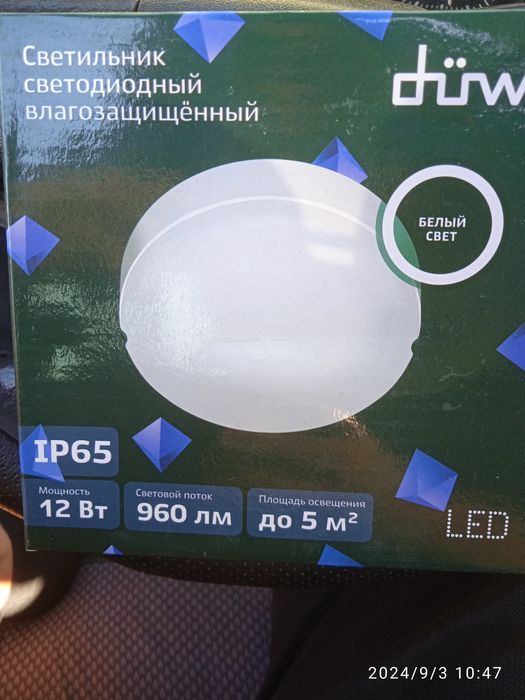 Светильник
светодиодный
влагозащищённый
düw
БЕЛЫЙ
СВЕТ
IP65
Мощность
12 Вт
Световой поток
960 лм
Площадь освещения
до 5 м²
LED
2024/9/3 10:47